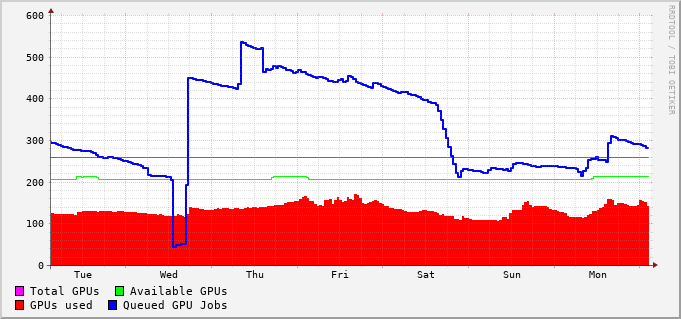 600
500
400
300
200
100
0
Tue Wed Thu Fri Sat Sun Mon
Total GPUs Available GPUs
GPUs used Queued GPU Jobs
RRDTOOL / TOBI OETIKER